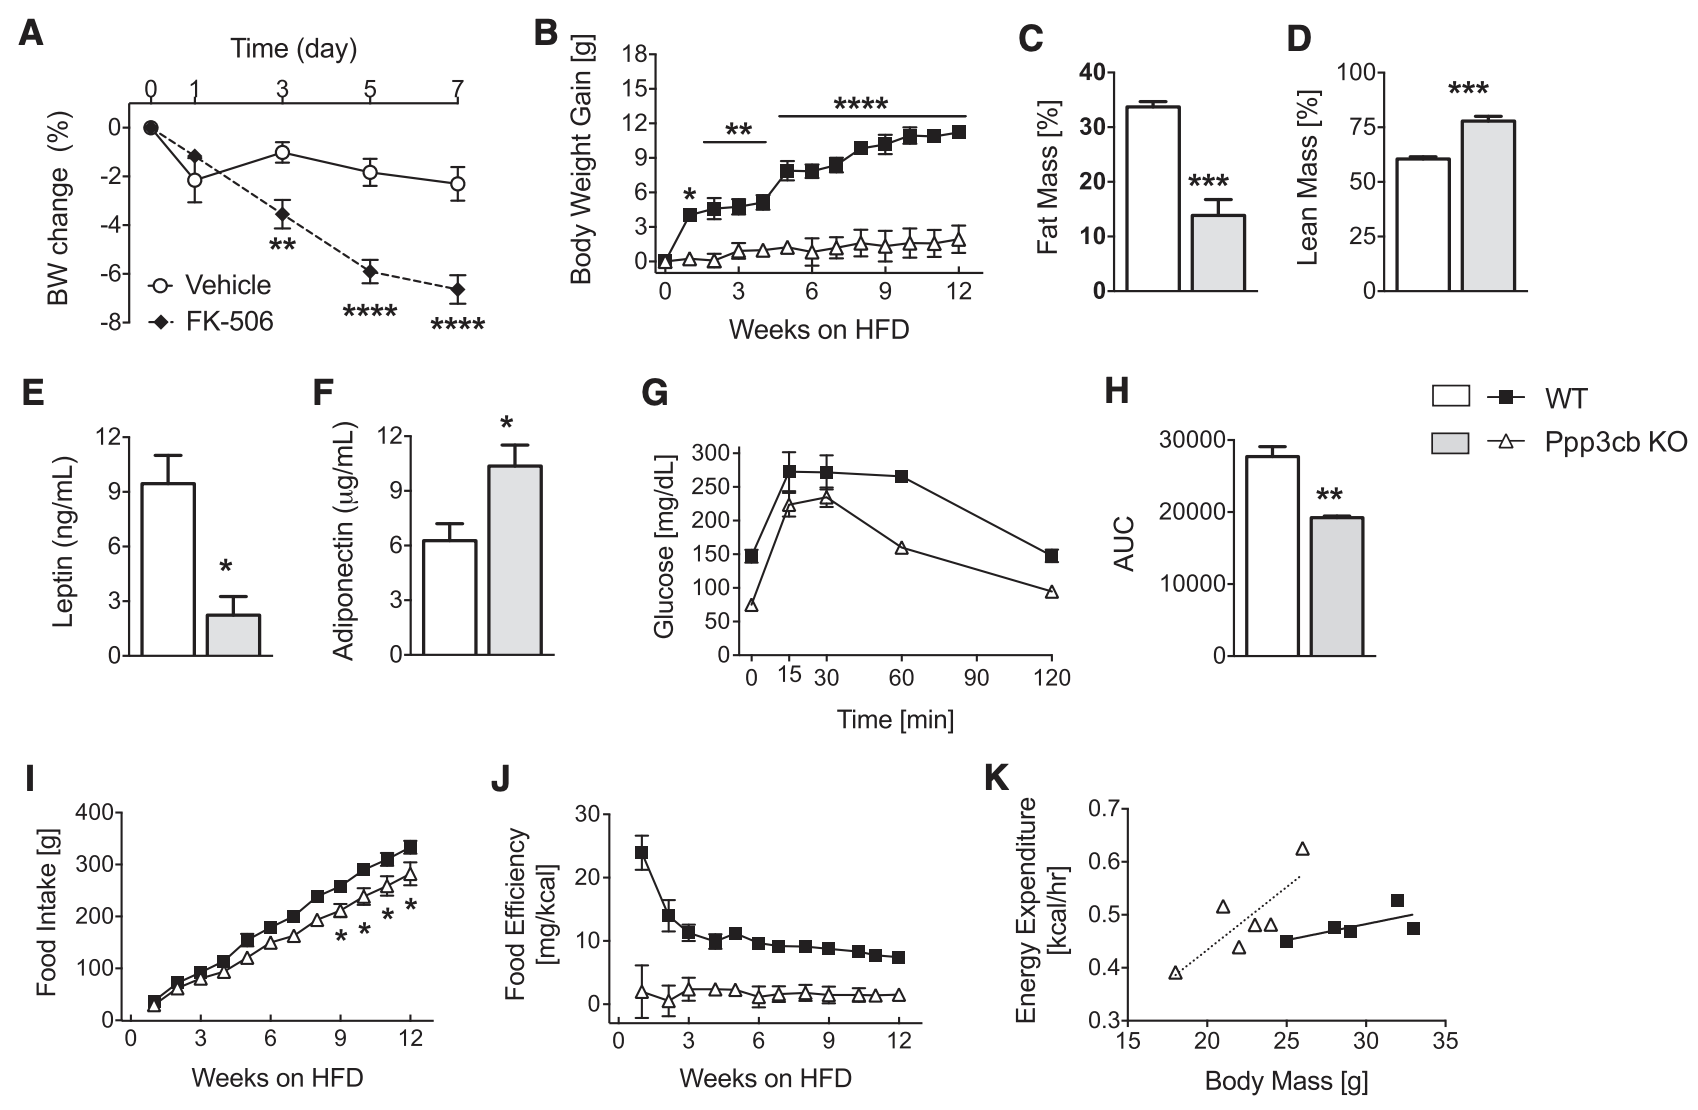 A
Time (day)
0 1 3 5 7
BW change (%)
0
-2
-4
-6
-8
**
****
****
Vehicle
FK-506
B
Body Weight Gain [g]
18
15
12
9
6
3
0
*
**
****
0 3 6 9 12
Weeks on HFD
C
Fat Mass [%]
40
30
20
10
0
***
D
Lean Mass [%]
100
75
50
25
0
***
E
Leptin (ng/mL)
12
9
6
3
0
*
F
Adiponectin (µg/mL)
12
9
6
3
0
*
G
Glucose [mg/dL]
300
250
200
150
100
50
0
0 15 30 60 90 120
Time [min]
H
AUC
30000
20000
10000
0
**
WT
Ppp3cb KO
I
Food Intake [g]
400
300
200
100
0
* * * *
0 3 6 9 12
Weeks on HFD
J
Food Efficiency
[mg/kcal]
30
20
10
0
0 3 6 9 12
Weeks on HFD
K
Energy Expenditure
[kcal/hr]
0.7
0.6
0.5
0.4
0.3
15 20 25 30 35
Body Mass [g]